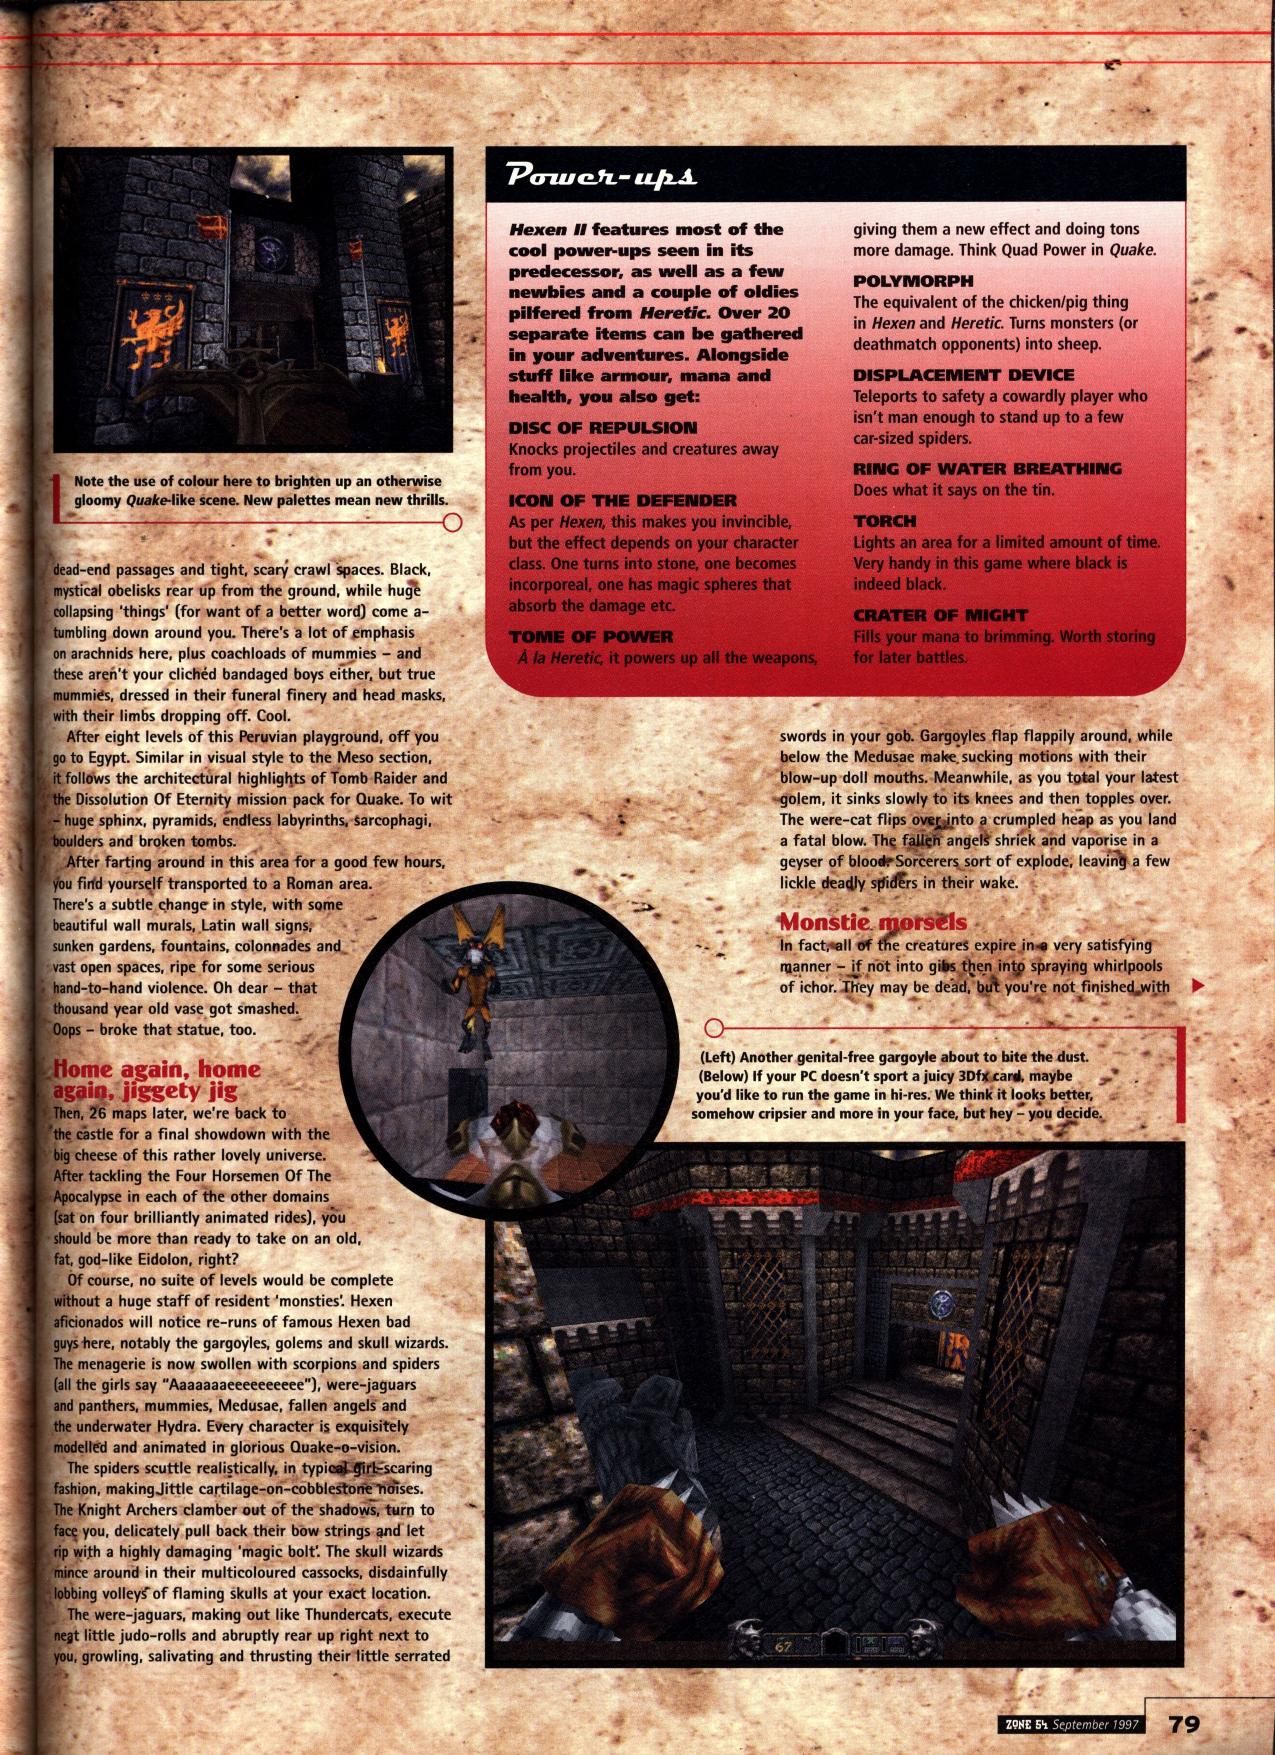 Power-ups
Hexen II features most of the
cool power-ups seen in its
predecessor, as well as a few
newbies and a couple of oldies
pilfered from Heretic. Over 20
separate items can be gathered
in your adventures. Alongside
stuff like armour, mana and
health, you also get:
DISC OF REPULSION
Knocks projectiles and creatures away
from you.
ICON OF THE DEFENDER
As per Hexen, this makes you invincible,
but the effect depends on your character
class. One turns into stone, one becomes
incorporeal, one has magic spheres that
absorb the damage etc.
TOME OF POWER
À la Heretic, it powers up all the weapons,
giving them a new effect and doing tons
more damage. Think Quad Power in Quake.
POLYMORPH
The equivalent of the chicken/pig thing
in Hexen and Heretic. Turns monsters (or
deathmatch opponents) into sheep.
DISPLACEMENT DEVICE
Teleports to safety a cowardly player who
isn't man enough to stand up to a few
car-sized spiders.
RING OF WATER BREATHING
Does what it says on the tin.
TORCH
Lights an area for a limited amount of time.
Very handy in this game where black is
indeed black.
CRATER OF MIGHT
Fills your mana to brimming. Worth storing
for later battles.
Note the use of colour here to brighten up an otherwise
gloomy Quake-like scene. New palettes mean new thrills.
dead-end passages and tight, scary crawl spaces. Black,
mystical obelisks rear up from the ground, while huge
collapsing 'things' (for want of a better word) come a-
tumbling down around you. There's a lot of emphasis
on arachnids here, plus coachloads of mummies – and
these aren't your clichéd bandaged boys either, but true
mummies, dressed in their funeral finery and head masks,
with their limbs dropping off. Cool.
After eight levels of this Peruvian playground, off you
go to Egypt. Similar in visual style to the Meso section,
it follows the architectural highlights of Tomb Raider and
the Dissolution Of Eternity mission pack for Quake. To wit
– huge sphinx, pyramids, endless labyrinths, sarcophagi,
boulders and broken tombs.
After farting around in this area for a good few hours,
you find yourself transported to a Roman area.
There's a subtle change in style, with some
beautiful wall murals, Latin wall signs,
sunken gardens, fountains, colonnades and
vast open spaces, ripe for some serious
hand-to-hand violence. Oh dear – that
thousand year old vase got smashed.
Oops – broke that statue, too.
Home again, home
again, jiggety jig
Then, 26 maps later, we're back to
the castle for a final showdown with the
big cheese of this rather lovely universe.
After tackling the Four Horsemen Of The
Apocalypse in each of the other domains
(sat on four brilliantly animated rides), you
should be more than ready to take on an old,
fat, god-like Eidolon, right?
Of course, no suite of levels would be complete
without a huge staff of resident 'monsties'. Hexen
aficionados will notice re-runs of famous Hexen bad
guys here, notably the gargoyles, golems and skull wizards.
The menagerie is now swollen with scorpions and spiders
(all the girls say "Aaaaaaaeeeeeeeeee"), were-jaguars
and panthers, mummies, Medusae, fallen angels and
the underwater Hydra. Every character is exquisitely
modelled and animated in glorious Quake-o-vision.
The spiders scuttle realistically, in typical girl-scaring
fashion, making little cartilage-on-cobblestone noises.
The Knight Archers clamber out of the shadows, turn to
face you, delicately pull back their bow strings and let
rip with a highly damaging 'magic bolt'. The skull wizards
mince around in their multicoloured cassocks, disdainfully
lobbing volleys of flaming skulls at your exact location.
The were-jaguars, making out like Thundercats, execute
neat little judo-rolls and abruptly rear up right next to
you, growling, salivating and thrusting their little serrated
swords in your gob. Gargoyles flap flappily around, while
below the Medusae make sucking motions with their
blow-up doll mouths. Meanwhile, as you total your latest
golem, it sinks slowly to its knees and then topples over.
The were-cat flips over into a crumpled heap as you land
a fatal blow. The fallen angels shriek and vaporise in a
geyser of blood. Sorcerers sort of explode, leaving a few
lickle deadly spiders in their wake.
Monstie morsels
In fact, all of the creatures expire in a very satisfying
manner – if not into gibs then into spraying whirlpools
of ichor. They may be dead, but you're not finished with
(Left) Another genital-free gargoyle about to bite the dust.
(Below) If your PC doesn't sport a juicy 3Dfx card, maybe
you'd like to run the game in hi-res. We think it looks better,
somehow cripsier and more in your face, but hey – you decide.
67
ZONE 54 September 1997 79